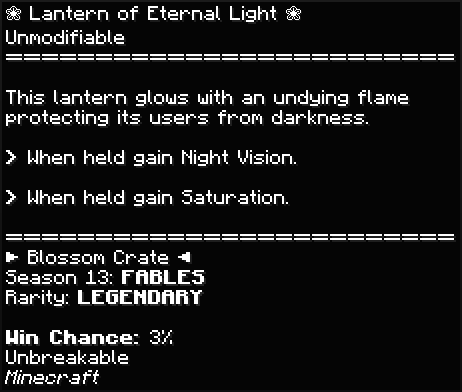 ❀ Lantern of Eternal Light ❀
Unmodifiable
==================================
This lantern glows with an undying flame
protecting its users from darkness.
> When held gain Night Vision.
> When held gain Saturation.
==================================
► Blossom Crate ◄
Season 13: FABLES
Rarity: LEGENDARY
Win Chance: 3%
Unbreakable
Minecraft